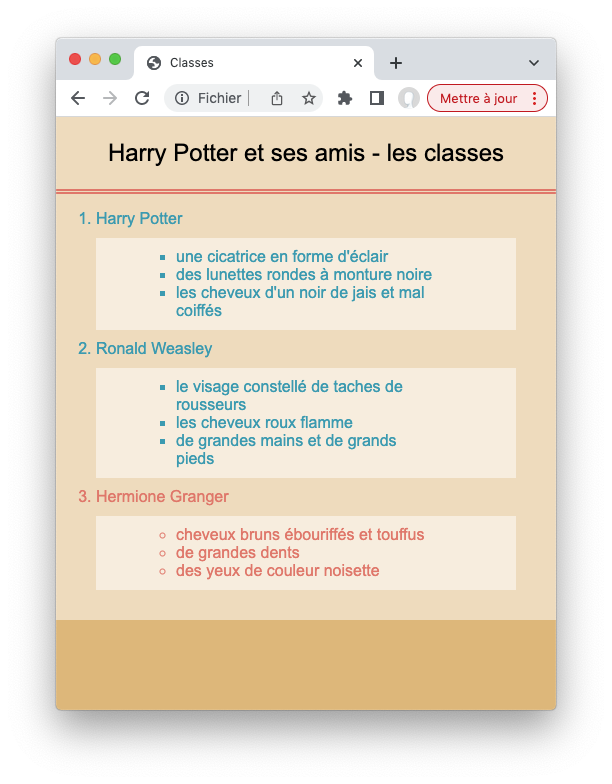 Classes
Fichier
Mettre à jour
Harry Potter et ses amis - les classes
1. Harry Potter
une cicatrice en forme d'éclair
des lunettes rondes à monture noire
les cheveux d'un noir de jais et mal
coiffés
2. Ronald Weasley
le visage constellé de taches de
rousseurs
les cheveux roux flamme
de grandes mains et de grands
pieds
3. Hermione Granger
cheveux bruns ébouriffés et touffus
de grandes dents
des yeux de couleur noisette